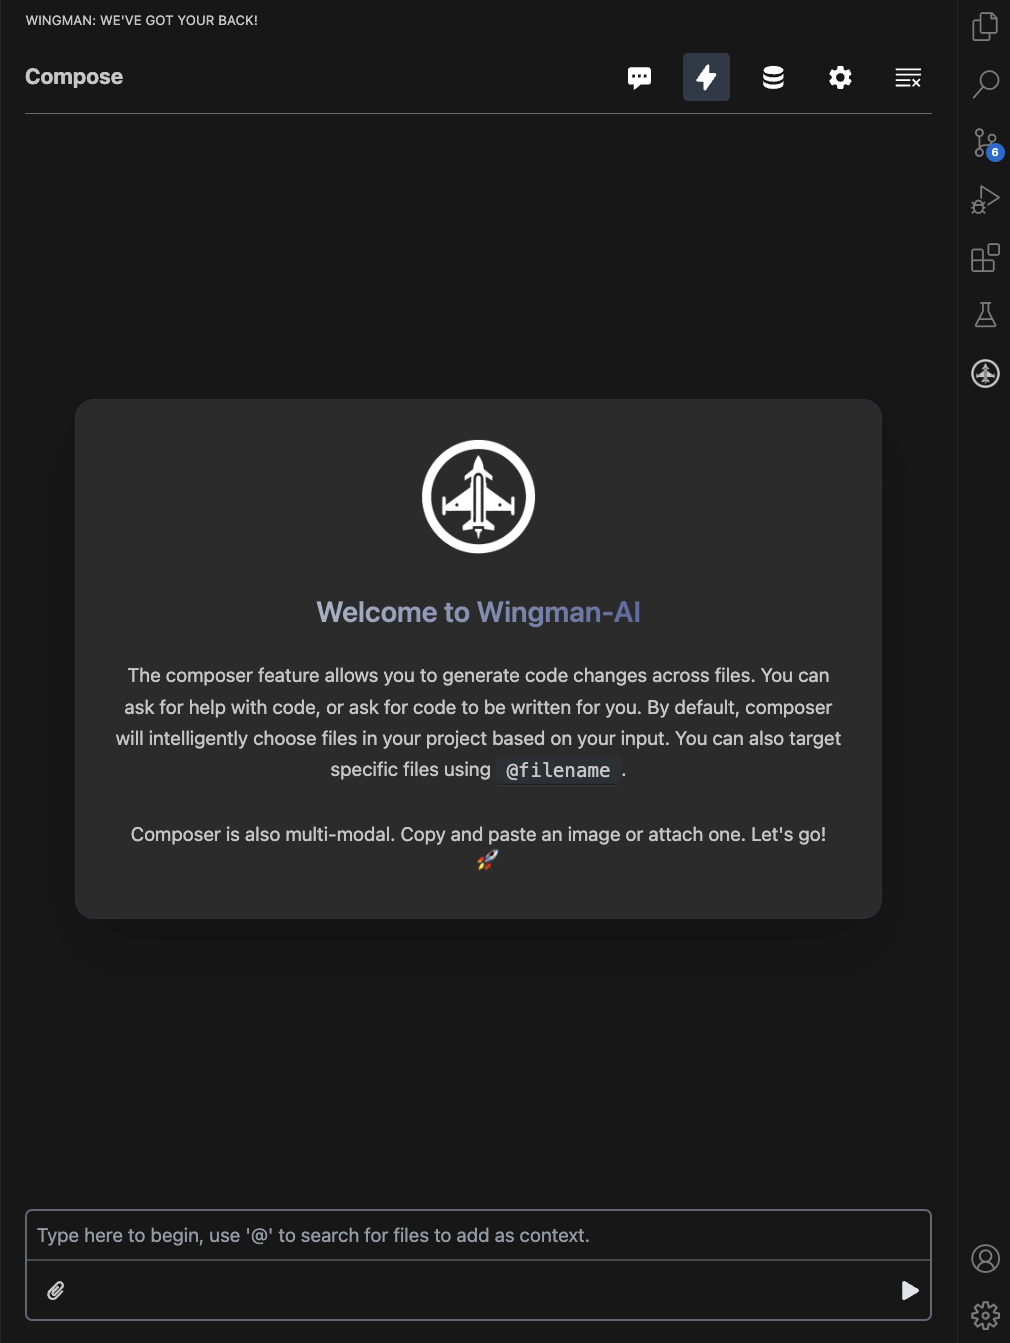 WINGMAN: WE'VE GOT YOUR BACK!
Compose
6
Welcome to Wingman-AI
The composer feature allows you to generate code changes across files. You can
ask for help with code, or ask for code to be written for you. By default, composer
will intelligently choose files in your project based on your input. You can also target
specific files using @filename .
Composer is also multi-modal. Copy and paste an image or attach one. Let's go!
🚀
Type here to begin, use '@' to search for files to add as context.